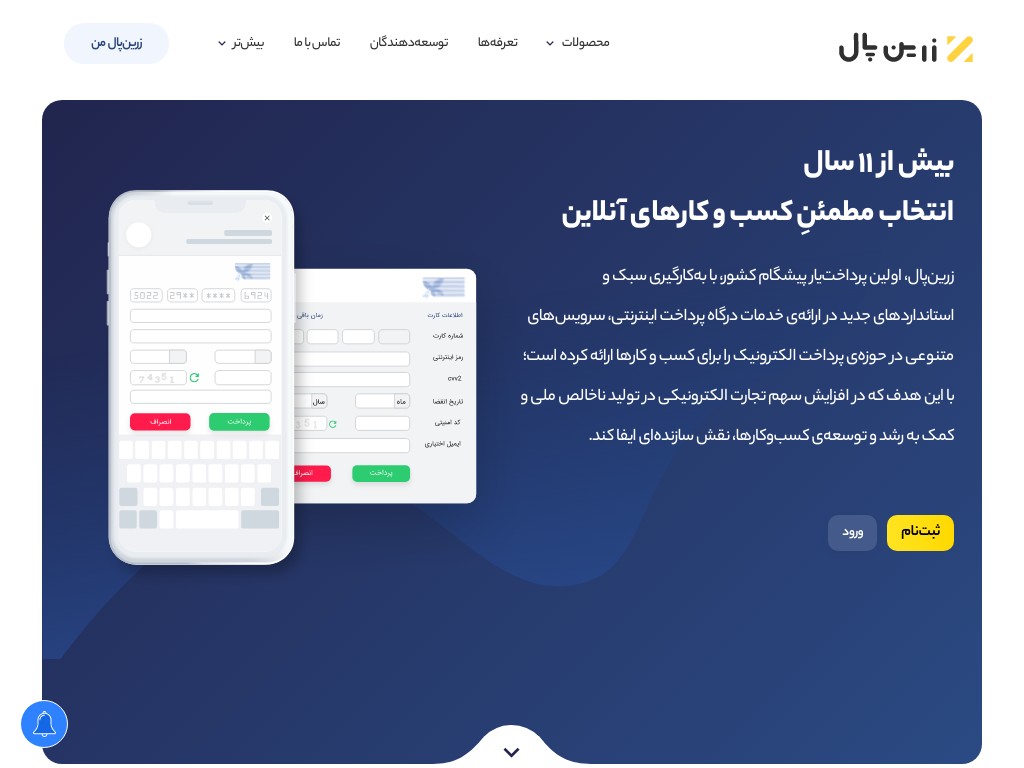 زرین پال
محصولات
تعرفه‌ها
توسعه‌دهندگان
تماس با ما
بیش‌تر
زرین‌پال من
بیش از ۱۱ سال
انتخاب مطمئنِ کسب و کارهای آنلاین
زرین‌پال، اولین پرداخت‌یار پیشگام کشور، با به‌کارگیری سبک و
استانداردهای جدید در ارائه‌ی خدمات درگاه پرداخت اینترنتی، سرویس‌های
متنوعی در حوزه‌ی پرداخت الکترونیک را برای کسب و کارها ارائه کرده است؛
با این هدف که در افزایش سهم تجارت الکترونیکی در تولید ناخالص ملی و
کمک به رشد و توسعه‌ی کسب‌وکارها، نقش سازنده‌ای ایفا کند.
ثبت‌نام
ورود
اطلاعات کارت
زمان باقی
شماره کارت
رمز اینترنتی
cvv2
تاریخ انقضا
ماه
سال
کد امنیتی
ایمیل اختیاری
پرداخت
انصراف
5022 29** **** 6924
74351
پرداخت
انصراف